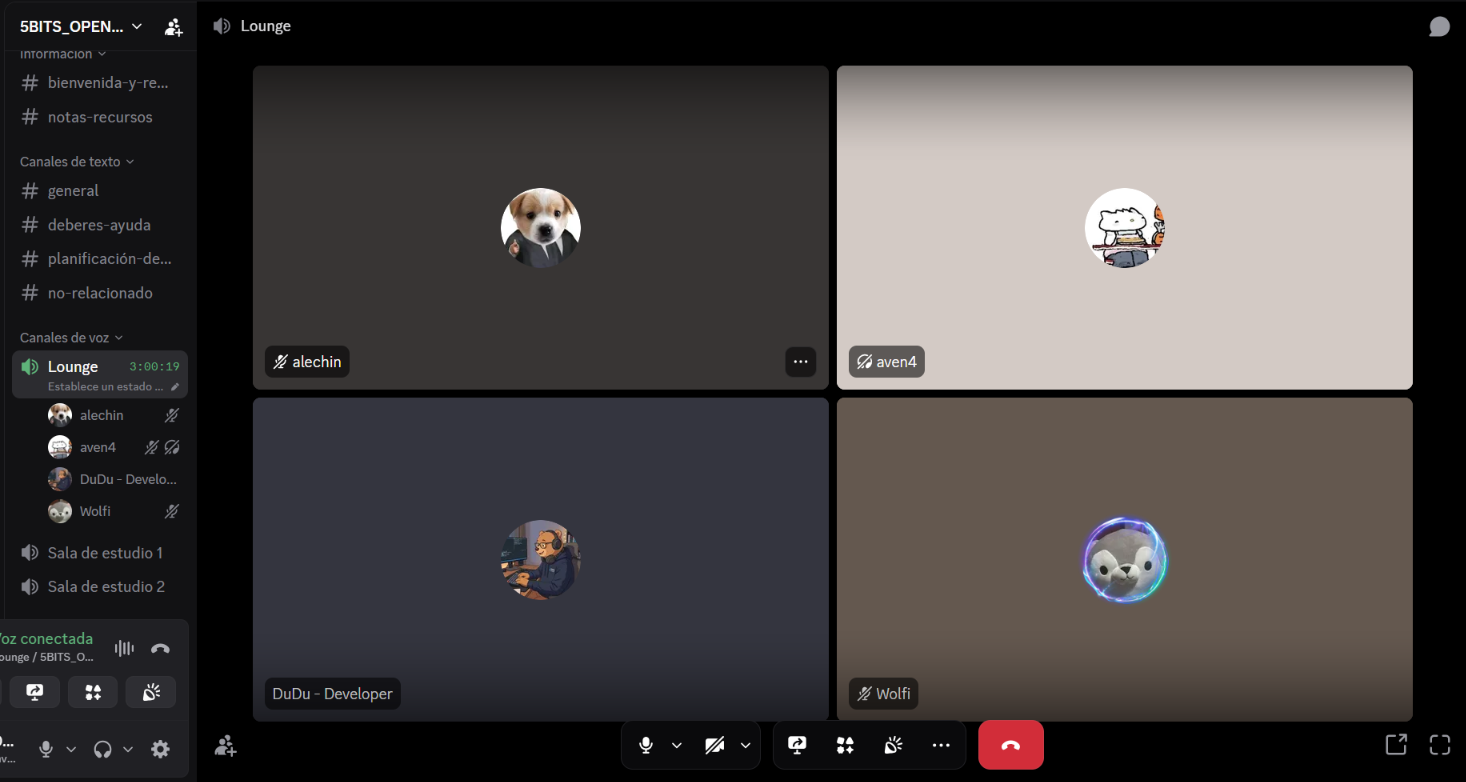 5BITS_OPEN...
Información
bienvenida-y-re...
notas-recursos
Canales de texto
general
deberes-ayuda
planificación-de...
no-relacionado
Canales de voz
Lounge 3:00:19
Establece un estado ...
alechin
aven4
DuDu - Develo...
Wolfi
Sala de estudio 1
Sala de estudio 2
oz conectada
ounge / 5BITS_O...
Lounge
alechin
aven4
DuDu - Developer
Wolfi